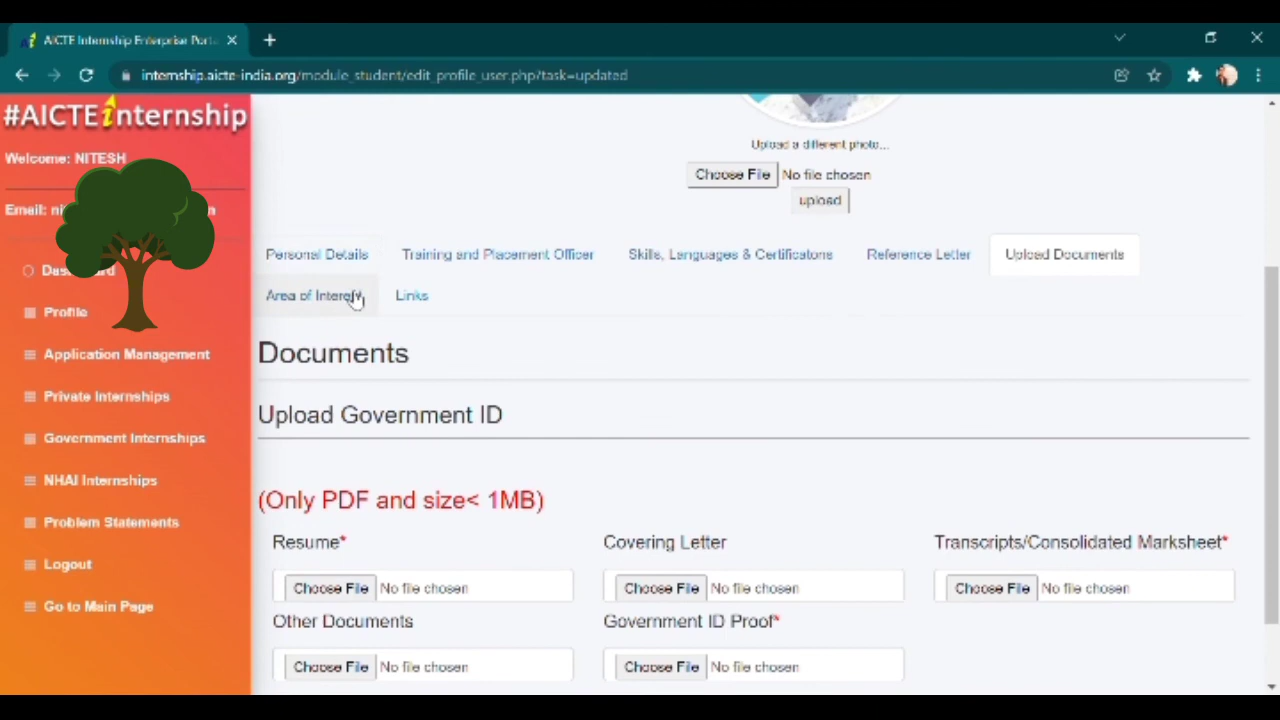 AICTE Internship Enterprise Porta
internship.aicte-india.org/module_student/edit_profile_user.php/?task=updated
#AICTEinternship
Welcome: NITESH
Email:
Profile
Application Management
Private Internships
Government Internships
NHAI Internships
Problem Statements
Logout
Go to Main Page
Upload a different photo...
Choose File No file chosen
upload
Personal Details Training and Placement Officer Skills, Languages & Certificatons Reference Letter Upload Documents
Area of Interest Links
Documents
Upload Government ID
(Only PDF and size< 1MB)
Resume* Covering Letter Transcripts/Consolidated Marksheet*
Choose File No file chosen Choose File No file chosen Choose File No file chosen
Other Documents Government ID Proof*
Choose File No file chosen Choose File No file chosen